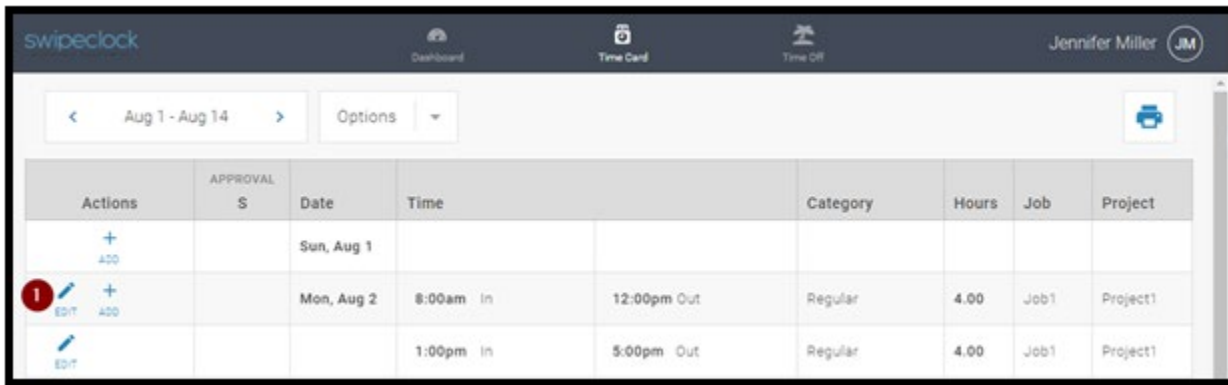 swipeclock Dashboard Time Card Time Off Jennifer Miller JM
< Aug 1 - Aug 14 > Options
APPROVAL
Actions S Date Time Category Hours Job Project
+ Sun, Aug 1
ADD
1 + Mon, Aug 2 8:00am In 12:00pm Out Regular 4.00 Job1 Project1
EDIT ADD
1:00pm In 5:00pm Out Regular 4.00 Job1 Project1
EDIT